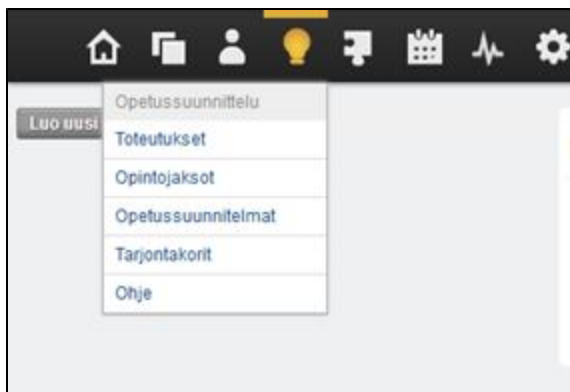 Opetussuunnittelu
Luo uusi
Toteutukset
Opintojaksot
Opetussuunnitelmat
Tarjontakorit
Ohje